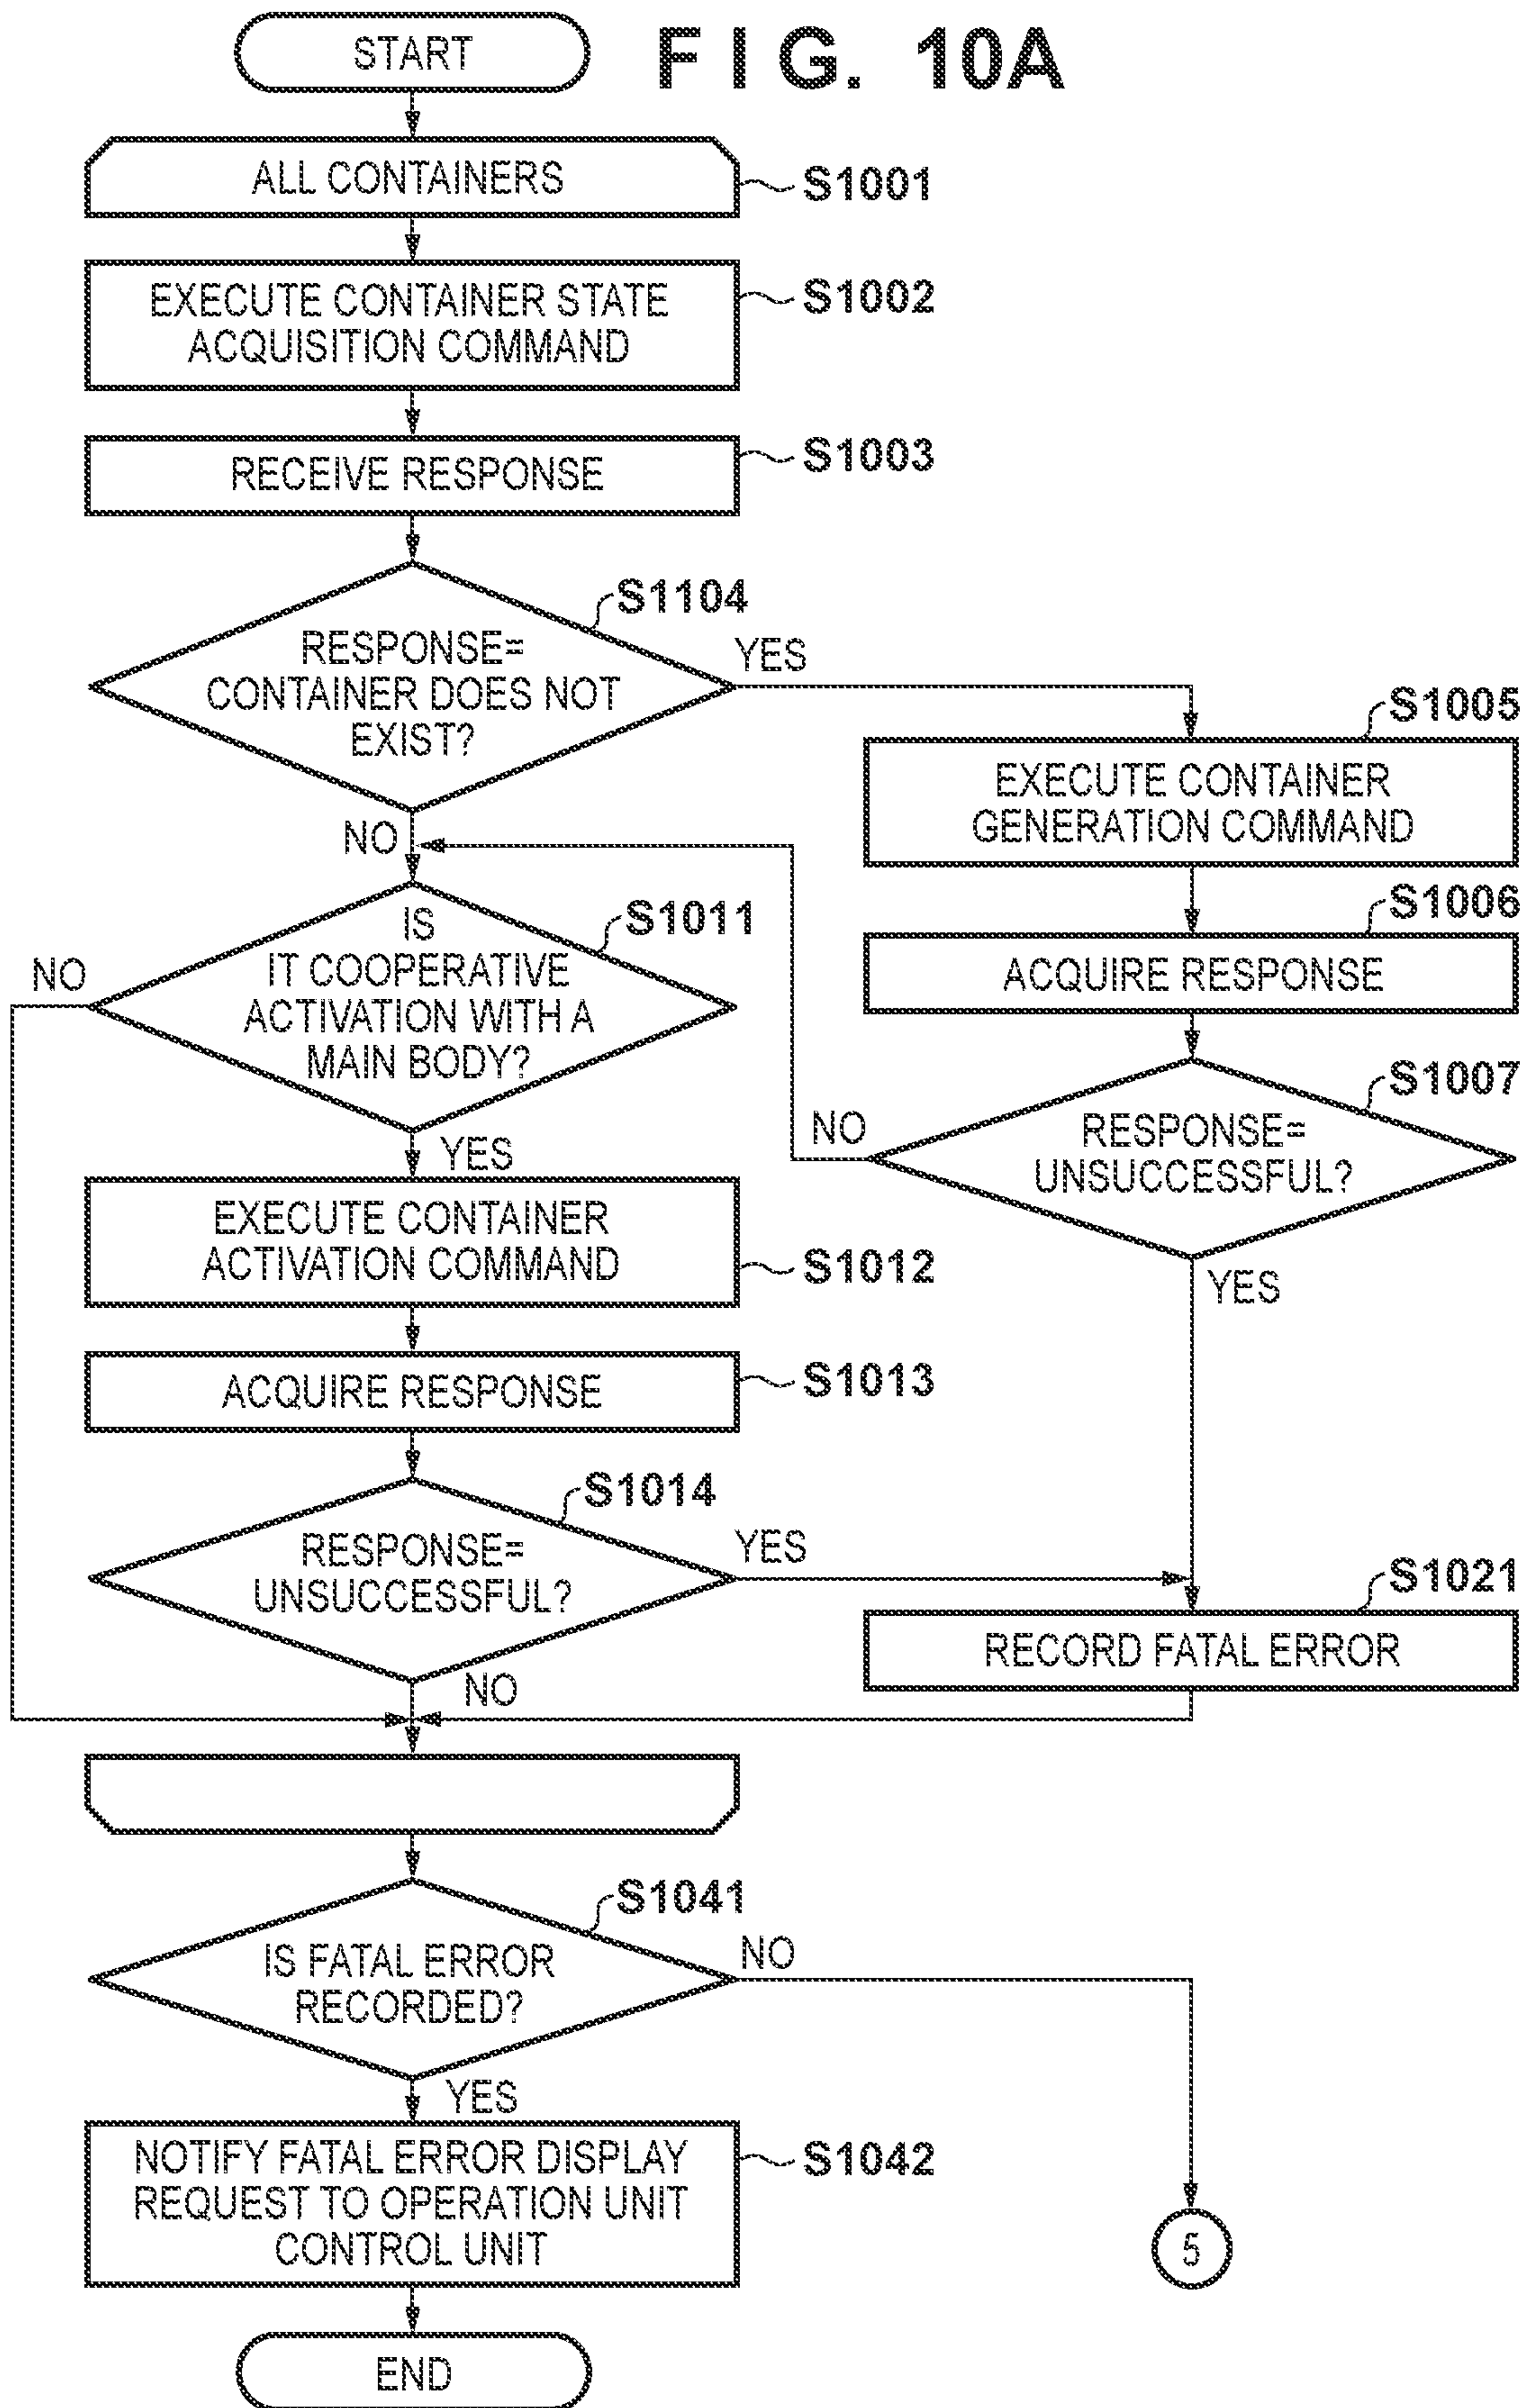 START
FIG. 10A
ALL CONTAINERS
S1001
EXECUTE CONTAINER STATE
ACQUISITION COMMAND
S1002
RECEIVE RESPONSE
S1003
S1104
RESPONSE=
CONTAINER DOES NOT
EXIST?
YES
NO
S1005
EXECUTE CONTAINER
GENERATION COMMAND
S1006
ACQUIRE RESPONSE
S1007
RESPONSE=
UNSUCCESSFUL?
NO
YES
S1011
IS
IT COOPERATIVE
ACTIVATION WITH A
MAIN BODY?
NO
YES
EXECUTE CONTAINER
ACTIVATION COMMAND
S1012
ACQUIRE RESPONSE
S1013
S1014
RESPONSE=
UNSUCCESSFUL?
YES
NO
S1021
RECORD FATAL ERROR
S1041
IS FATAL ERROR
RECORDED?
NO
YES
NOTIFY FATAL ERROR DISPLAY
REQUEST TO OPERATION UNIT
CONTROL UNIT
S1042
5
END